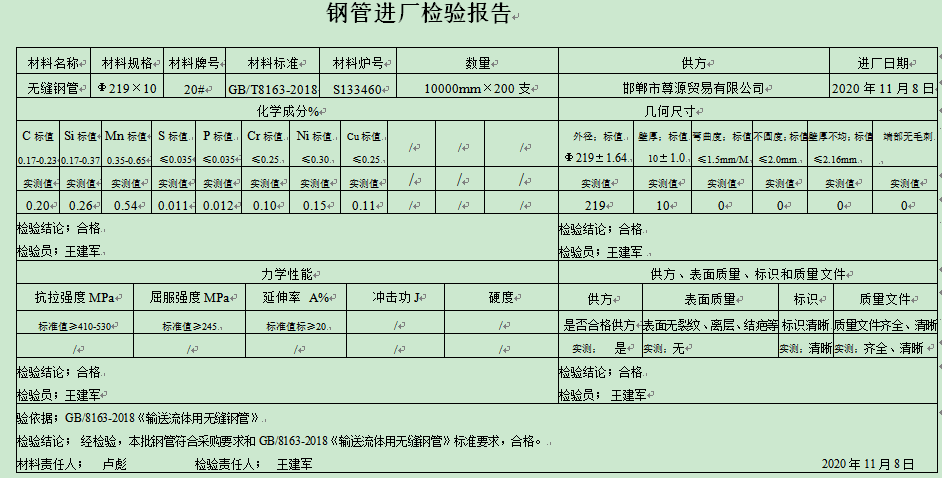 钢管进厂检验报告
材料名称 材料规格 材料牌号 材料标准 材料炉号 数量 供方 进厂日期
无缝钢管 Φ219×10 20# GB/T8163-2018 S133460 10000mm×200 支 邯郸市尊源贸易有限公司 2020 年 11 月 8 日
化学成分% 几何尺寸
C 标值 Si 标值 Mn 标值 S 标值 P 标值 Cr 标值 Ni 标值 Cu 标值 / / / 外径：标值 壁厚：标值 弯曲度：标值 不圆度：标值 壁厚不均：标值 端部无毛刺
0.17-0.23 0.17-0.37 0.35-0.65 ≤0.035 ≤0.035 ≤0.25 ≤0.30 ≤0.25 Φ219±1.64 10±1.0 ≤1.5mm/M ≤2.0mm ≤2.16mm
实测值 实测值 实测值 实测值 实测值 实测值 实测值 实测值 / / / 实测值 实测值 实测值 实测值 实测值 实测值
0.20 0.26 0.54 0.011 0.012 0.10 0.15 0.11 / / / 219 10 0 0 0 0
检验结论：合格 检验结论：合格
检验员：王建军 检验员：王建军
力学性能 供方、表面质量、标识和质量文件
抗拉强度 MPa 屈服强度 MPa 延伸率 A% 冲击功 J 硬度 供方 表面质量 标识 质量文件
标准值≥410-530 标准值≥245 标准值标≥20 / / 是否合格供方 表面无裂纹、离层、结疤等 标识清晰 质量文件齐全、清晰
/ / / / / 实测： 是 实测：无 实测：清晰 实测：齐全、清晰
检验结论：合格 检验结论：合格
检验员：王建军 检验员：王建军
验依据：GB/8163-2018《输送流体用无缝钢管》
检验结论： 经检验，本批钢管符合采购要求和 GB/8163-2018《输送流体用无缝钢管》标准要求，合格。
材料责任人： 卢彪 检验责任人： 王建军 2020 年 11 月 8 日